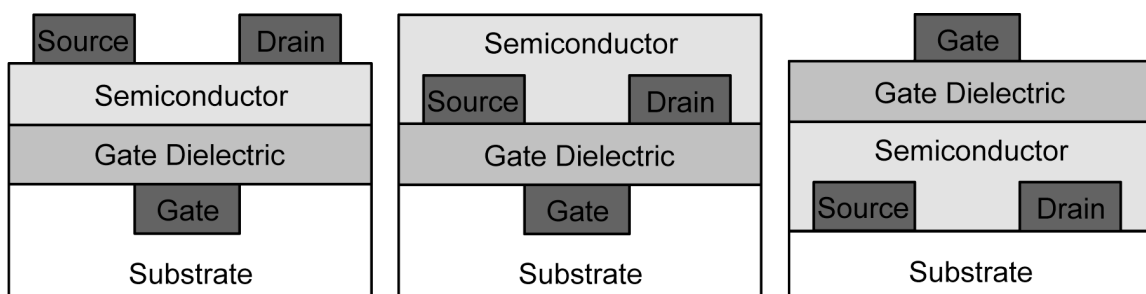 Source Drain
Semiconductor
Gate Dielectric
Gate
Substrate
Semiconductor
Source Drain
Gate Dielectric
Gate
Substrate
Gate
Gate Dielectric
Semiconductor
Source Drain
Substrate